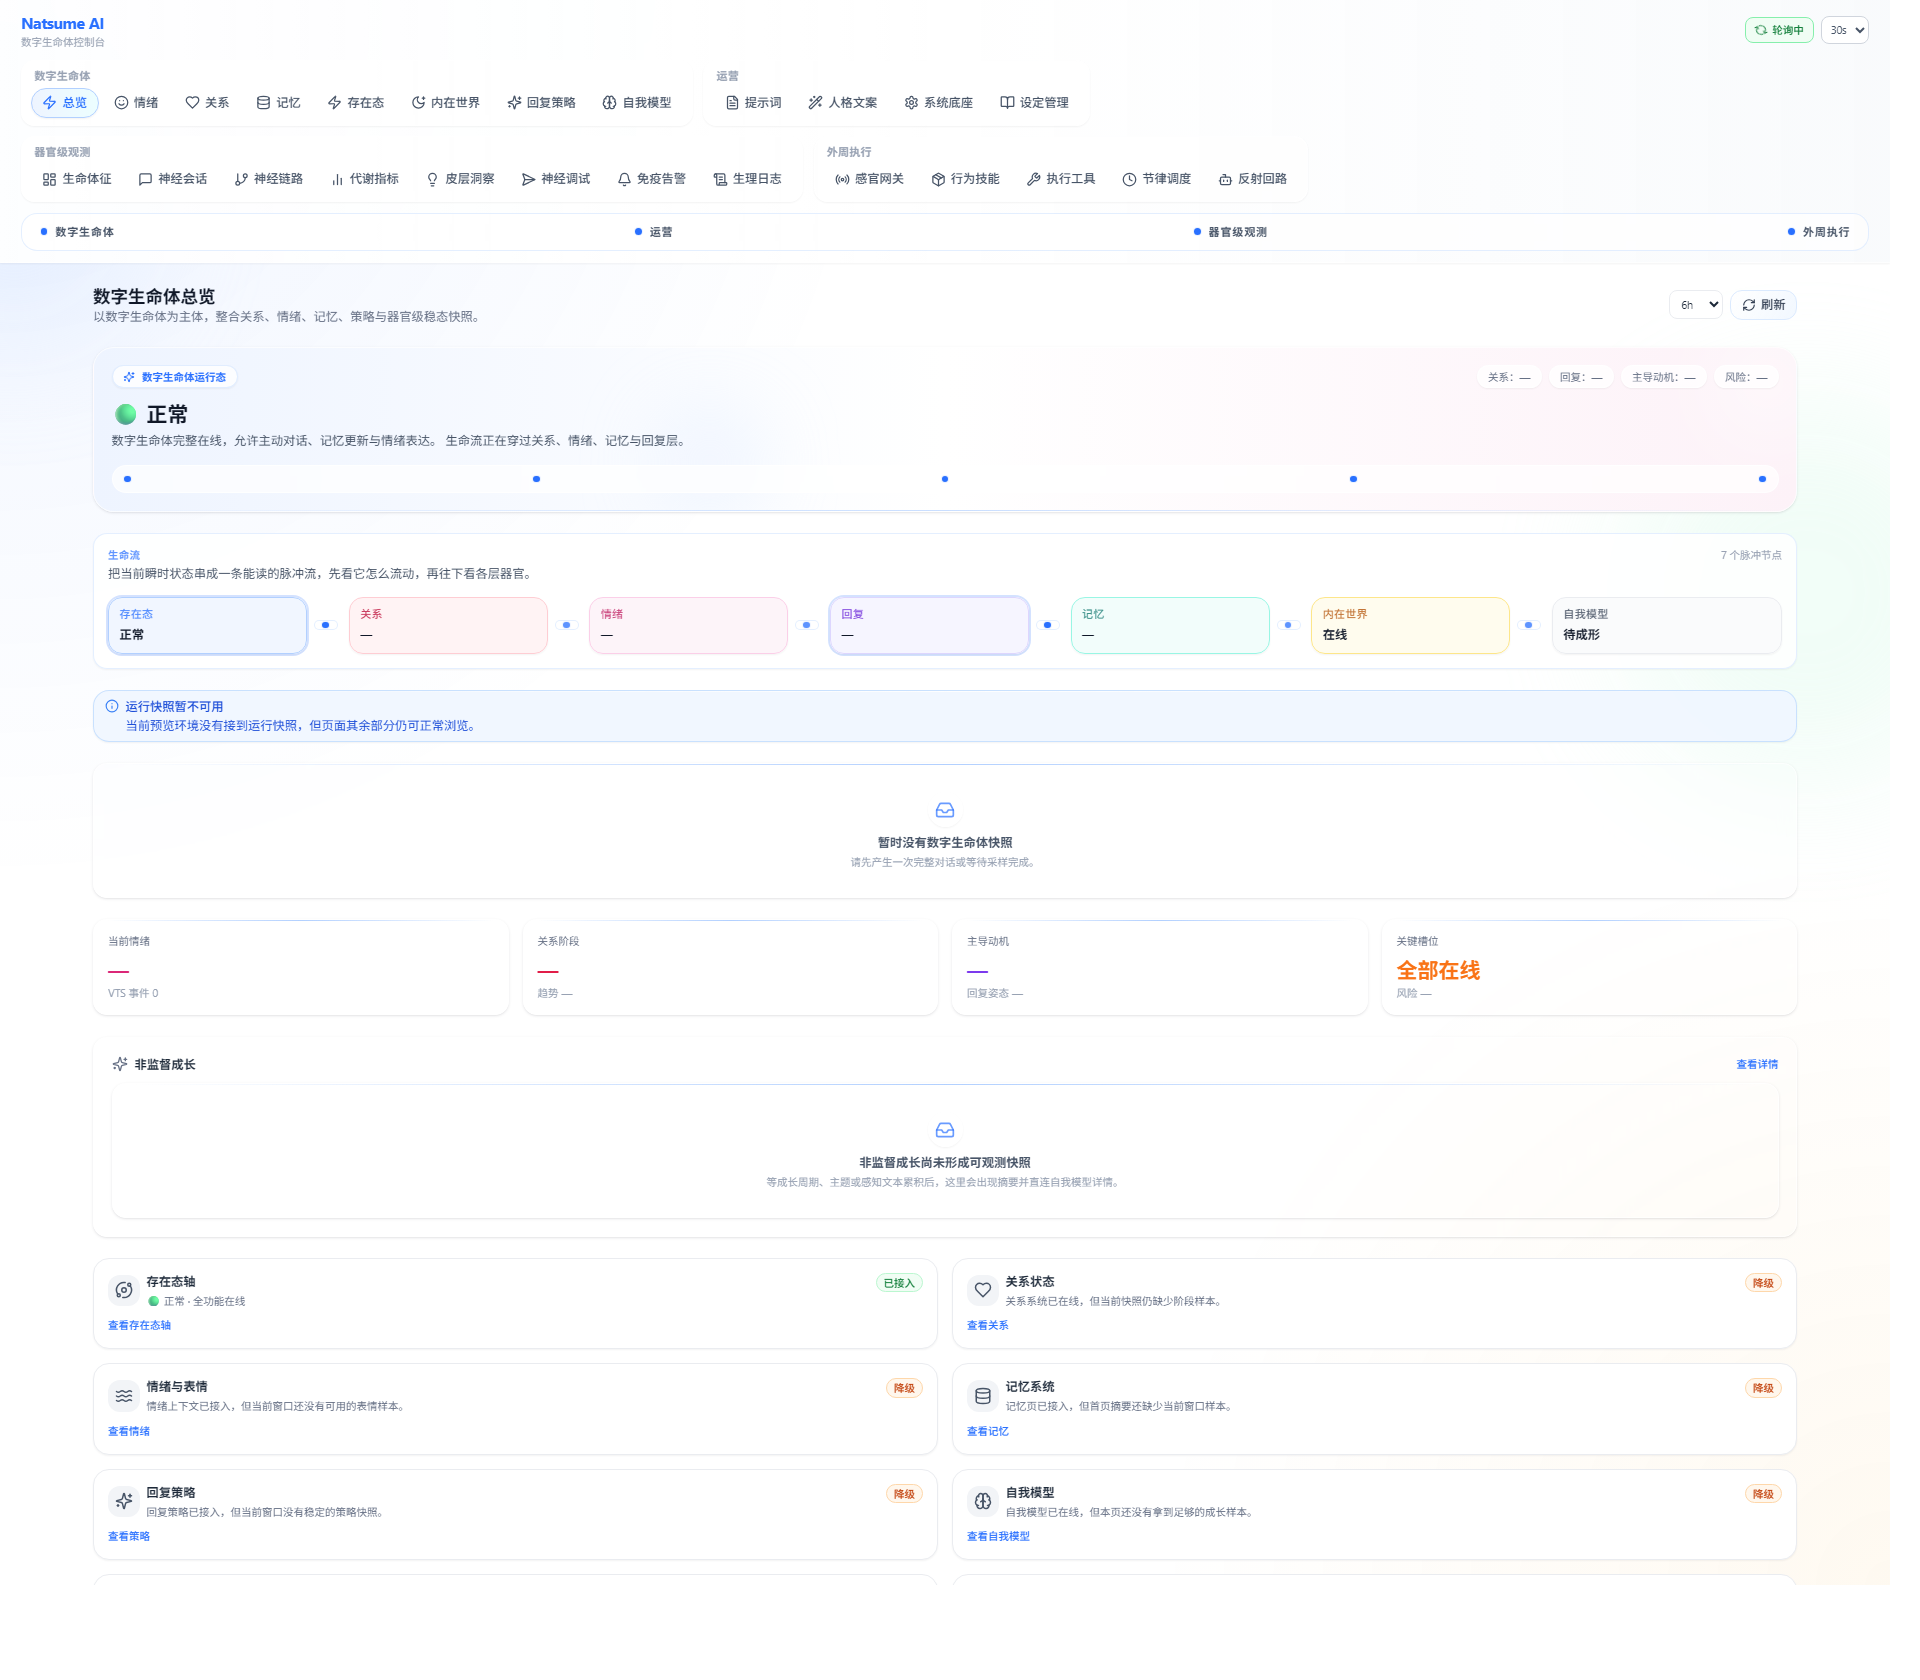 Natsume AI
数字生命体控制台
轮询中
30s
数字生命体
总览 情绪 关系 记忆 存在态 内在世界 回复策略 自我模型
运营
提示词 人格文案 系统底座 设定管理
器官级观测
生命体征 神经会话 神经链路 代谢指标 皮层洞察 神经调试 免疫告警 生理日志
外周执行
感官网关 行为技能 执行工具 节律调度 反射回路
数字生命体 运营 器官级观测 外周执行
数字生命体总览
以数字生命体为主体，整合关系、情绪、记忆、策略与器官级稳态快照。
6h
刷新
数字生命体运行态
关系：— 回复：— 主导动机：— 风险：—
正常
数字生命体完整在线，允许主动对话、记忆更新与情绪表达。 生命流正在穿过关系、情绪、记忆与回复层。
生命流
7 个脉冲节点
把当前瞬时状态串成一条能读的脉冲流，先看它怎么流动，再往下看各层器官。
存在态
正常
关系
—
情绪
—
回复
—
记忆
—
内在世界
在线
自我模型
待成形
运行快照暂不可用
当前预览环境没有接到运行快照，但页面其余部分仍可正常浏览。
暂时没有数字生命体快照
请先产生一次完整对话或等待采样完成。
当前情绪
—
VTS 事件 0
关系阶段
—
趋势 —
主导动机
—
回复姿态 —
关键槽位
全部在线
风险 —
非监督成长
查看详情
非监督成长尚未形成可观测快照
等成长周期、主题或感知文本累积后，这里会出现摘要并直连自我模型详情。
存在态轴
已接入
正常 · 全功能在线
查看存在态轴
关系状态
降级
关系系统已在线，但当前快照仍缺少阶段样本。
查看关系
情绪与表情
降级
情绪上下文已接入，但当前窗口还没有可用的表情样本。
查看情绪
记忆系统
降级
记忆页已接入，但首页摘要还缺少当前窗口样本。
查看记忆
回复策略
降级
回复策略已接入，但当前窗口没有稳定的策略快照。
查看策略
自我模型
降级
自我模型已在线，但本页还没有拿到足够的成长样本。
查看自我模型